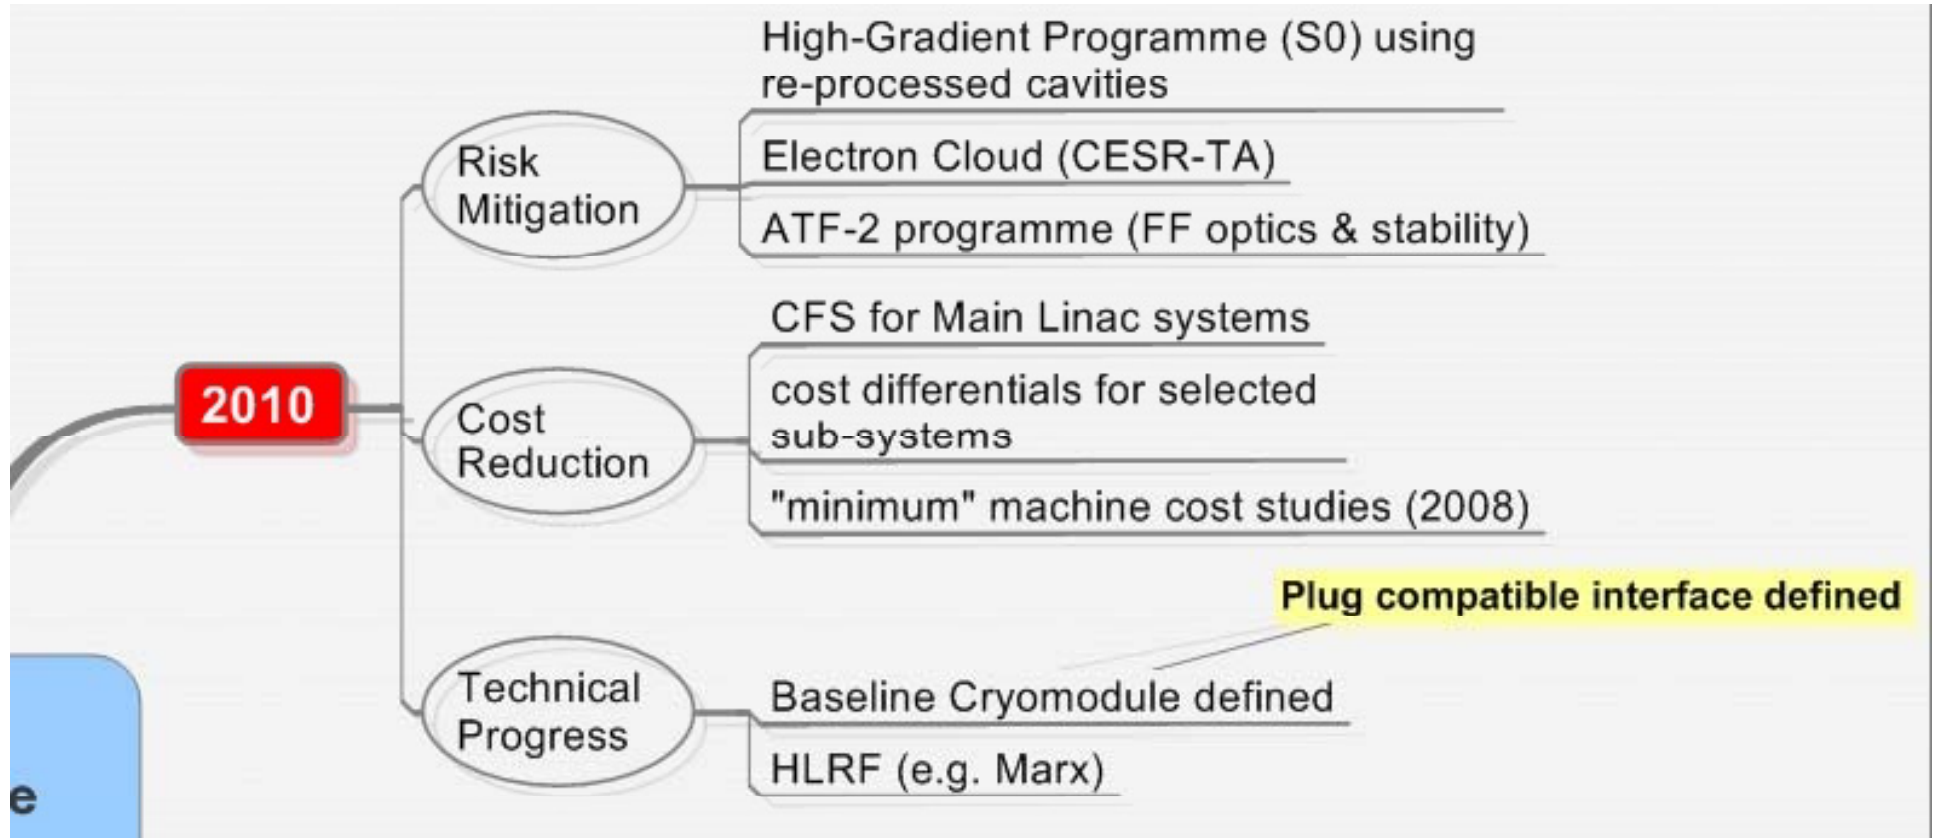 High-Gradient Programme (S0) using
re-processed cavities
Risk
Mitigation
Electron Cloud (CESR-TA)
ATF-2 programme (FF optics & stability)
2010
CFS for Main Linac systems
Cost
Reduction
cost differentials for selected
sub-systems
"minimum" machine cost studies (2008)
Plug compatible interface defined
Technical
Progress
Baseline Cryomodule defined
HLRF (e.g. Marx)